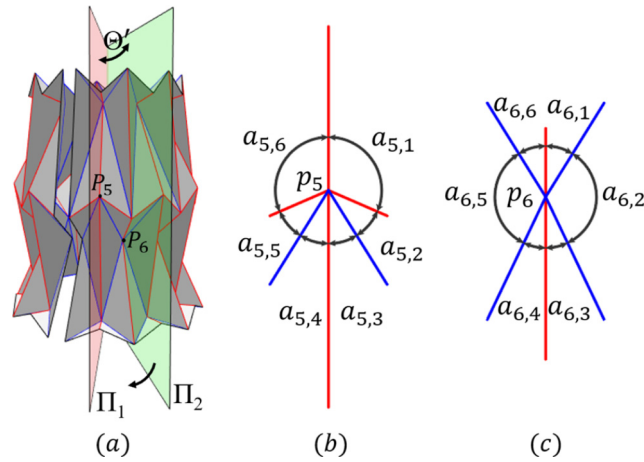 Θ′
P5
P6
Π1
Π2
(a)
a5,6
a5,1
p5
a5,5
a5,2
a5,4
a5,3
(b)
a6,6
a6,1
a6,5
p6
a6,2
a6,4
a6,3
(c)